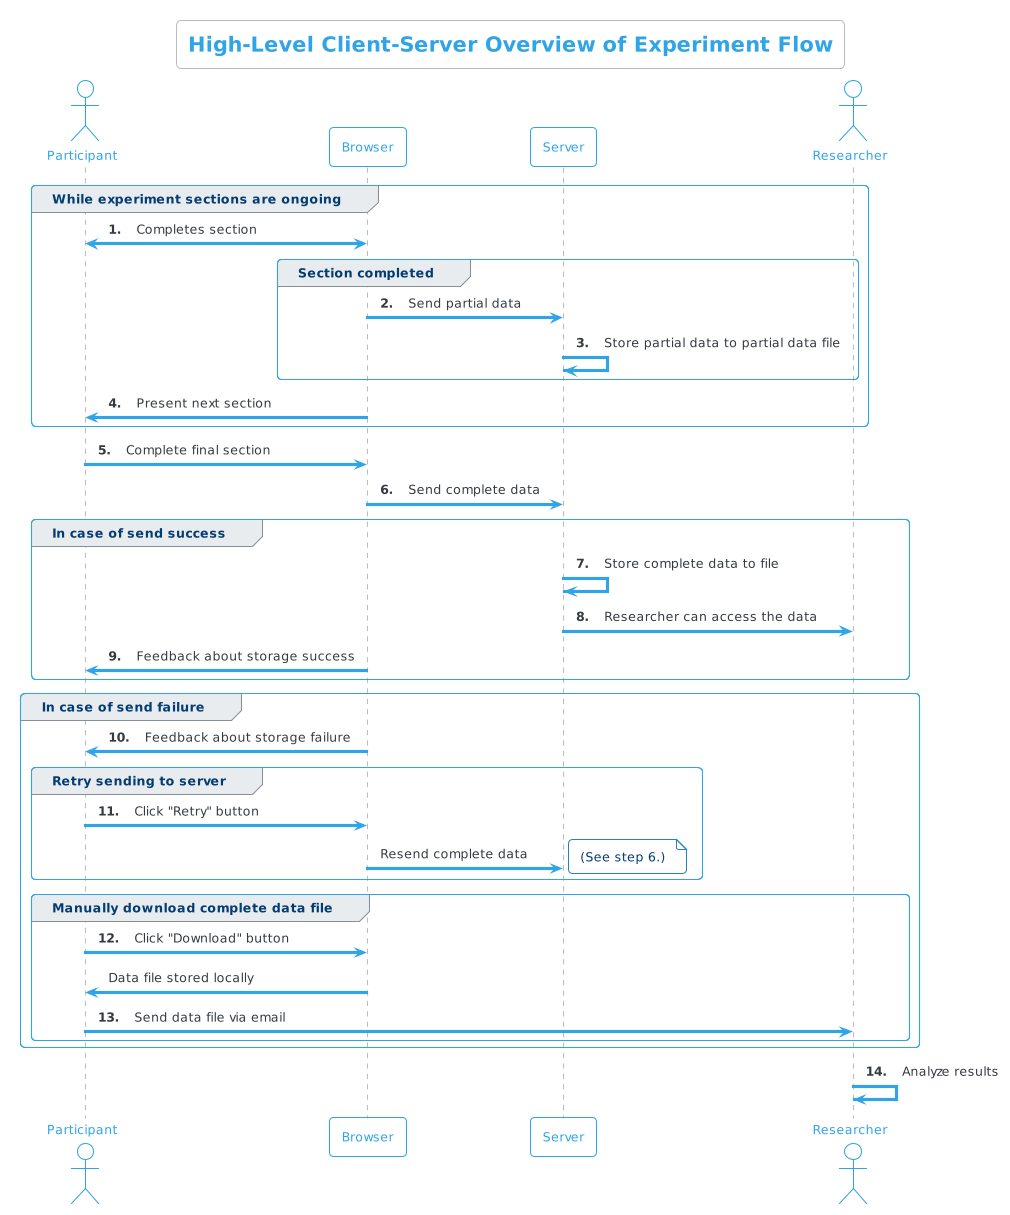 High-Level Client-Server Overview of Experiment Flow
Participant
Browser
Server
Researcher
While experiment sections are ongoing
1. Completes section
Section completed
2. Send partial data
3. Store partial data to partial data file
4. Present next section
5. Complete final section
6. Send complete data
In case of send success
7. Store complete data to file
8. Researcher can access the data
9. Feedback about storage success
In case of send failure
10. Feedback about storage failure
Retry sending to server
11. Click "Retry" button
Resend complete data
(See step 6.)
Manually download complete data file
12. Click "Download" button
Data file stored locally
13. Send data file via email
14. Analyze results
Participant
Browser
Server
Researcher